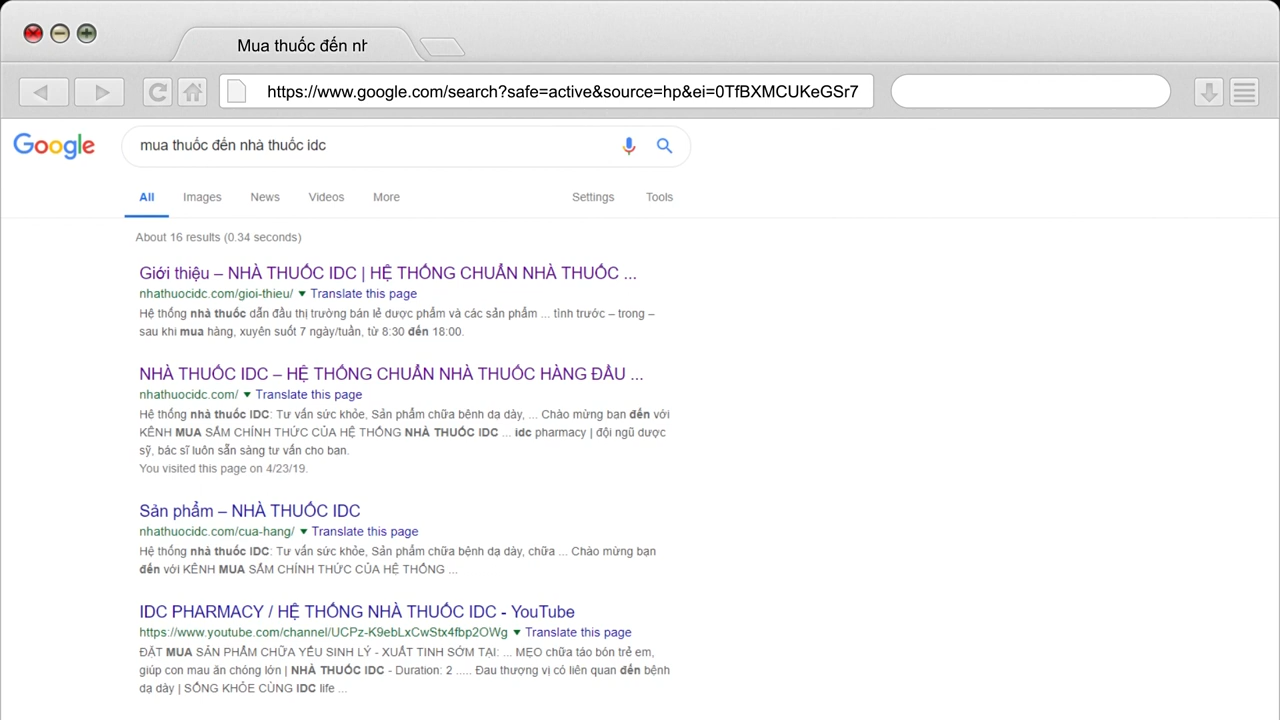 Mua thuốc đến nh
https://www.google.com/search?safe=active&source=hp&ei=0TfBXMCUKeGSr7
Google
mua thuốc đến nhà thuốc idc
All Images News Videos More Settings Tools
About 16 results (0.34 seconds)
Giới thiệu – NHÀ THUỐC IDC | HỆ THỐNG CHUẨN NHÀ THUỐC ...
nhathuocidc.com/gioi-thieu/ ▼ Translate this page
Hệ thống nhà thuốc dẫn đầu thị trường bán lẻ dược phẩm và các sản phẩm ... tình trước – trong –
sau khi mua hàng, xuyên suốt 7 ngày/tuần, từ 8:30 đến 18:00.
NHÀ THUỐC IDC – HỆ THỐNG CHUẨN NHÀ THUỐC HÀNG ĐẦU ...
nhathuocidc.com/ ▼ Translate this page
Hệ thống nhà thuốc IDC: Tư vấn sức khỏe, Sản phẩm chữa bệnh dạ dày, ... Chào mừng bạn đến với
KÊNH MUA SẮM CHÍNH THỨC CỦA HỆ THỐNG NHÀ THUỐC IDC ... idc pharmacy | đội ngũ dược
sỹ, bác sĩ luôn sẵn sàng tư vấn cho bạn.
You visited this page on 4/23/19.
Sản phẩm – NHÀ THUỐC IDC
nhathuocidc.com/cua-hang/ ▼ Translate this page
Hệ thống nhà thuốc IDC: Tư vấn sức khỏe, Sản phẩm chữa bệnh dạ dày, chữa ... Chào mừng bạn
đến với KÊNH MUA SẮM CHÍNH THỨC CỦA HỆ THỐNG ...
IDC PHARMACY / HỆ THỐNG NHÀ THUỐC IDC - YouTube
https://www.youtube.com/channel/UCPz-K9ebLxCwStx4fbp2OWg ▼ Translate this page
ĐẶT MUA SẢN PHẨM CHỮA YẾU SINH LÝ - XUẤT TINH SỚM TẠI: ... MẸO chữa táo bón trẻ em,
giúp con mau ăn chóng lớn | NHÀ THUỐC IDC - Duration: 2 ..... Đau thượng vị có liên quan đến bệnh
dạ dày | SỐNG KHỎE CÙNG IDC life ...